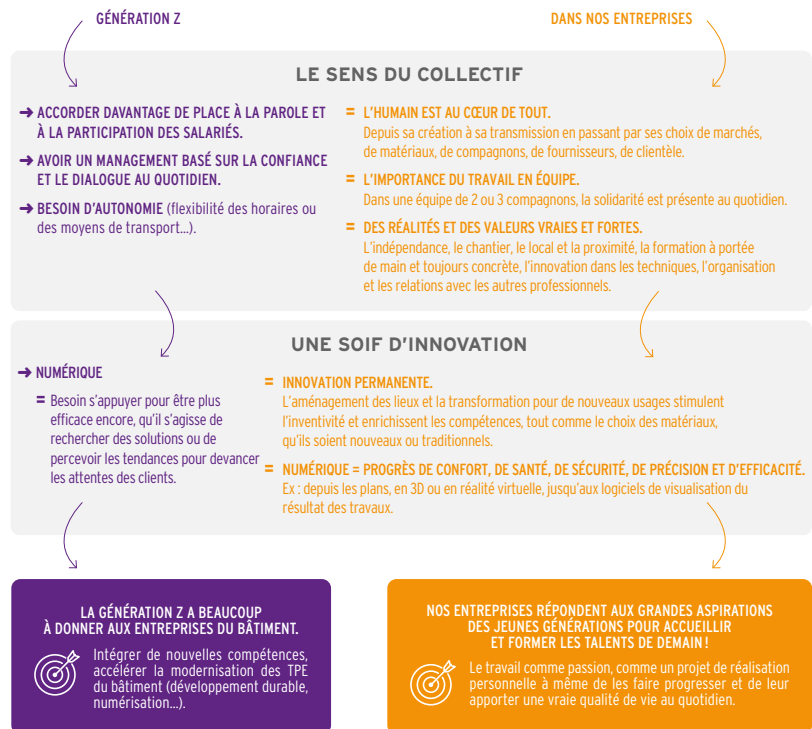 GÉNÉRATION Z
DANS NOS ENTREPRISES
LE SENS DU COLLECTIF
➜ ACCORDER DAVANTAGE DE PLACE À LA PAROLE ET
À LA PARTICIPATION DES SALARIÉS.
➜ AVOIR UN MANAGEMENT BASÉ SUR LA CONFIANCE
ET LE DIALOGUE AU QUOTIDIEN.
➜ BESOIN D'AUTONOMIE (flexibilité des horaires ou
des moyens de transport...).
= L'HUMAIN EST AU CŒUR DE TOUT.
Depuis sa création à sa transmission en passant par ses choix de marchés,
de matériaux, de compagnons, de fournisseurs, de clientèle.
= L'IMPORTANCE DU TRAVAIL EN ÉQUIPE.
Dans une équipe de 2 ou 3 compagnons, la solidarité est présente au quotidien.
= DES RÉALITÉS ET DES VALEURS VRAIES ET FORTES.
L'indépendance, le chantier, le local et la proximité, la formation à portée
de main et toujours concrète, l'innovation dans les techniques, l'organisation
et les relations avec les autres professionnels.
UNE SOIF D'INNOVATION
➜ NUMÉRIQUE
= Besoin s'appuyer pour être plus
efficace encore, qu'il s'agisse de
rechercher des solutions ou de
percevoir les tendances pour devancer
les attentes des clients.
= INNOVATION PERMANENTE.
L'aménagement des lieux et la transformation pour de nouveaux usages stimulent
l'inventivité et enrichissent les compétences, tout comme le choix des matériaux,
qu'ils soient nouveaux ou traditionnels.
= NUMÉRIQUE = PROGRÈS DE CONFORT, DE SANTÉ, DE SÉCURITÉ, DE PRÉCISION ET D'EFFICACITÉ.
Ex : depuis les plans, en 3D ou en réalité virtuelle, jusqu'aux logiciels de visualisation du
résultat des travaux.
LA GÉNÉRATION Z A BEAUCOUP
À DONNER AUX ENTREPRISES DU BÂTIMENT.
Intégrer de nouvelles compétences,
accélérer la modernisation des TPE
du bâtiment (développement durable,
numérisation...).
NOS ENTREPRISES RÉPONDENT AUX GRANDES ASPIRATIONS
DES JEUNES GÉNÉRATIONS POUR ACCUEILLIR
ET FORMER LES TALENTS DE DEMAIN !
Le travail comme passion, comme un projet de réalisation
personnelle à même de les faire progresser et de leur
apporter une vraie qualité de vie au quotidien.